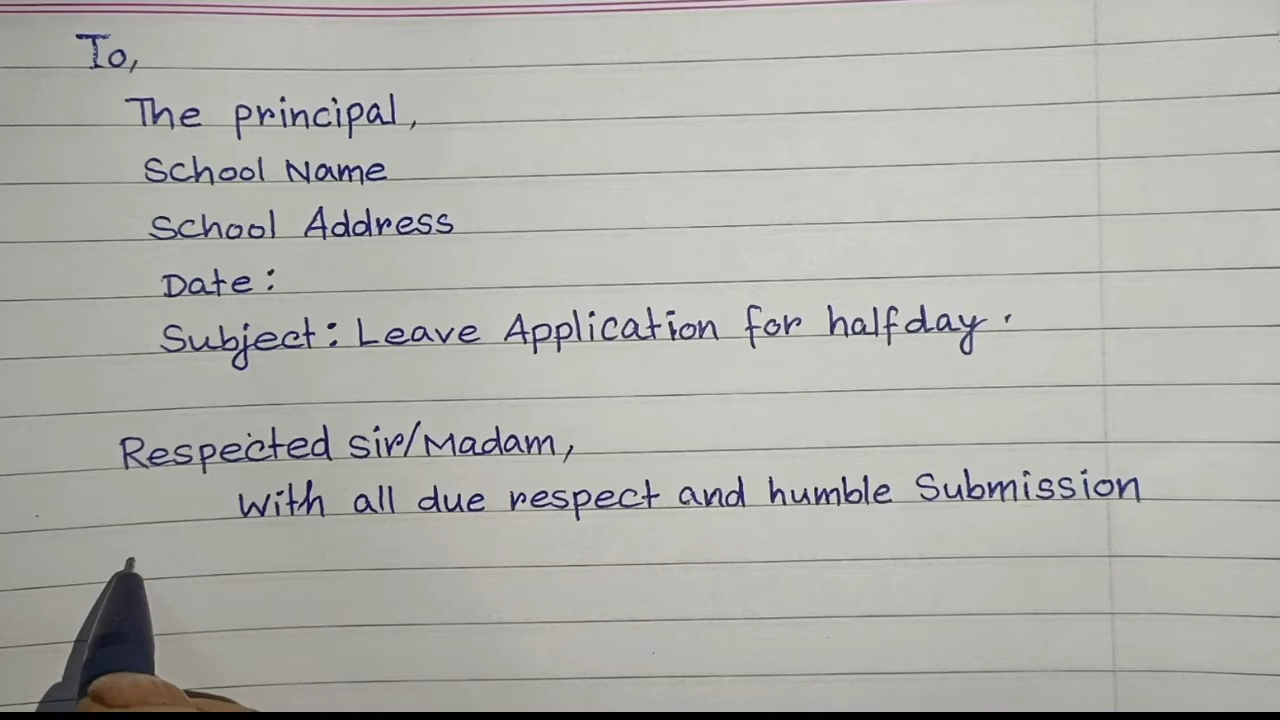 To,
The principal,
School Name
School Address
Date:
Subject: Leave Application for halfday.
Respected Sir/Madam,
With all due respect and humble Submission